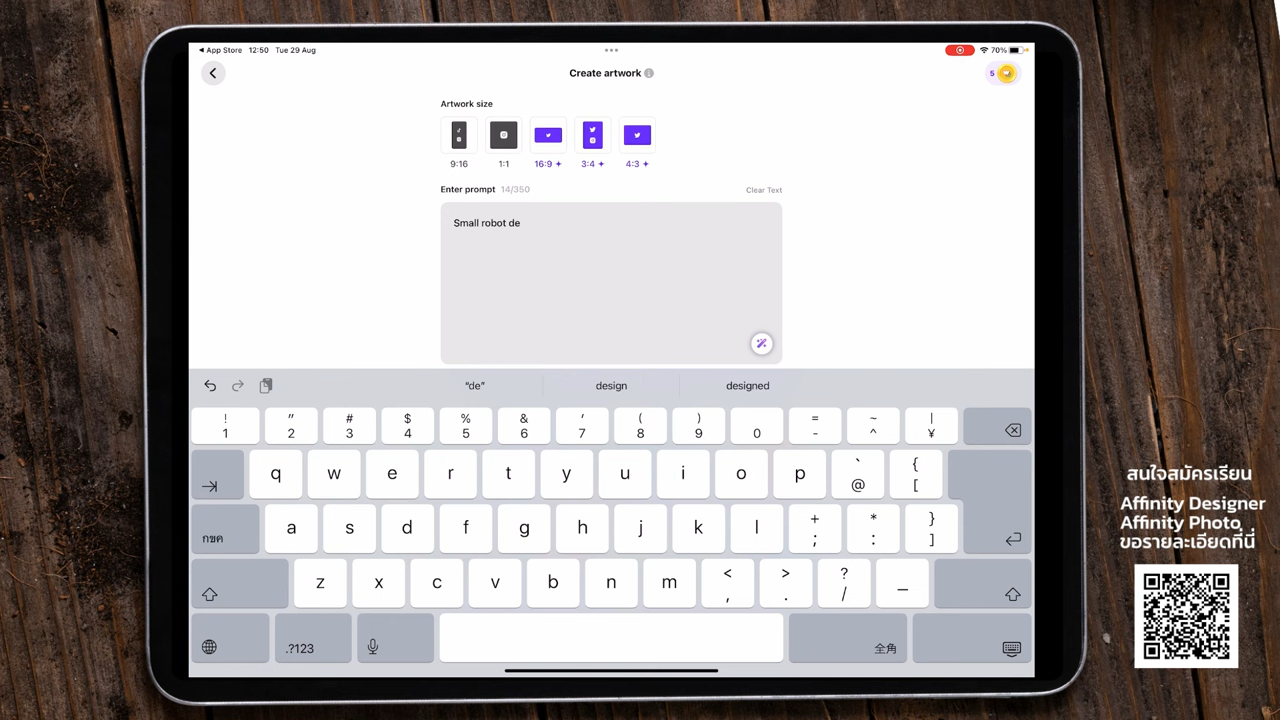 ◀ App Store 12:50 Tue 29 Aug
70%
Create artwork
5
Artwork size
9:16 1:1 16:9 3:4 4:3
Enter prompt 14/350 Clear Text
Small robot de
“de” design designed
! " # $ % & ' ( ) = ~ |
1 2 3 4 5 6 7 8 9 0 - ^ ¥
q w e r t y u i o p ` @ { [
กขค a s d f g h j k l + ; * : } ]
z x c v b n m < , > . ? / _
.?123 全角
สนใจสมัครเรียน
Affinity Designer
Affinity Photo
ขอรายละเอียดที่นี่